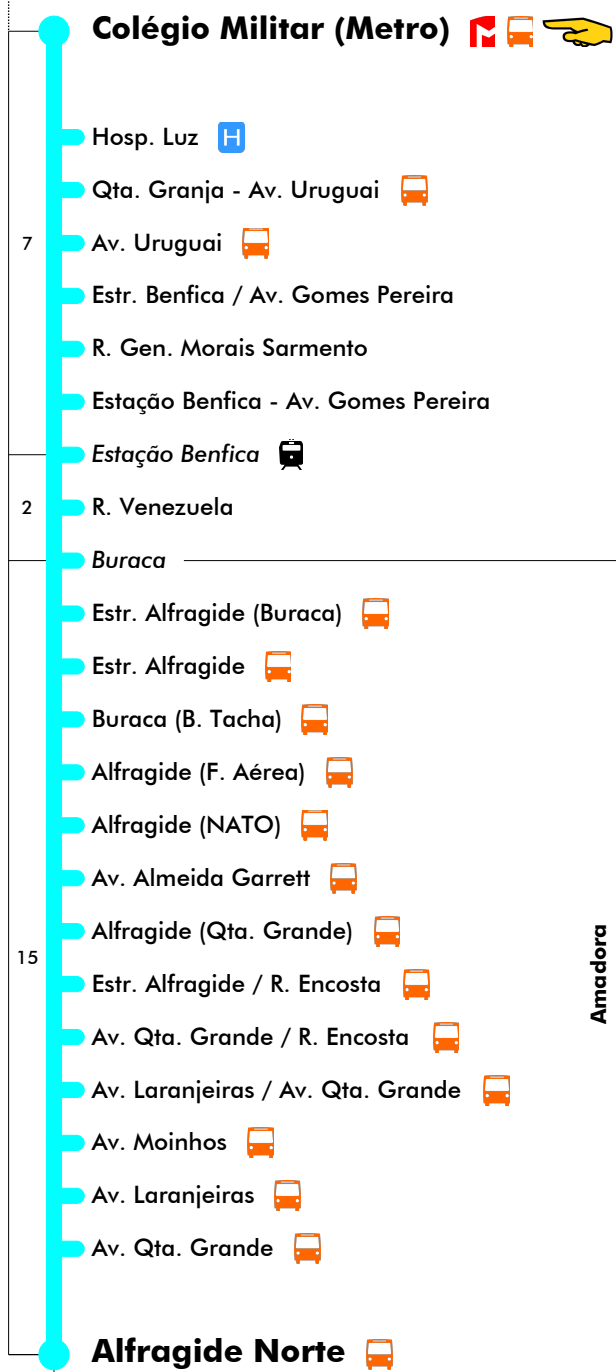 Colégio Militar (Metro)
Hosp. Luz H
Qta. Granja - Av. Uruguai
7 Av. Uruguai
Estr. Benfica / Av. Gomes Pereira
R. Gen. Morais Sarmento
Estação Benfica - Av. Gomes Pereira
Estação Benfica
2 R. Venezuela
Buraca
Estr. Alfragide (Buraca)
Estr. Alfragide
Buraca (B. Tacha)
Alfragide (F. Aérea)
Alfragide (NATO)
Av. Almeida Garrett
Alfragide (Qta. Grande)
15
Estr. Alfragide / R. Encosta
Amadora
Av. Qta. Grande / R. Encosta
Av. Laranjeiras / Av. Qta. Grande
Av. Moinhos
Av. Laranjeiras
Av. Qta. Grande
Alfragide Norte